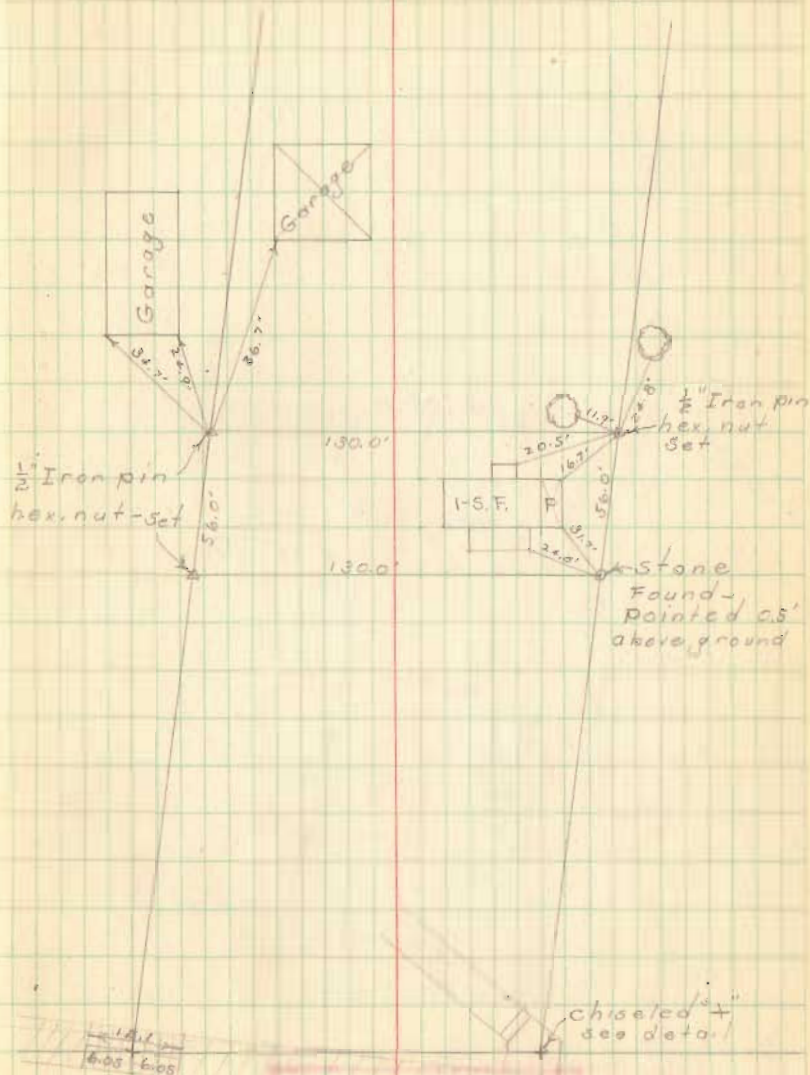 Garage
Garage
36.7'
24.9'
½" Iron pin
hex. nut-set
56.0'
130.0'
130.0'
11.9'
20.5'
16.7'
½" Iron pin
hex. nut
Set
56.0'
1-S.F.
P
31.7'
24.0'
Stone
Found-
Pointed 0.5'
above ground
chiseled "+"
see detail
6.05
6.05